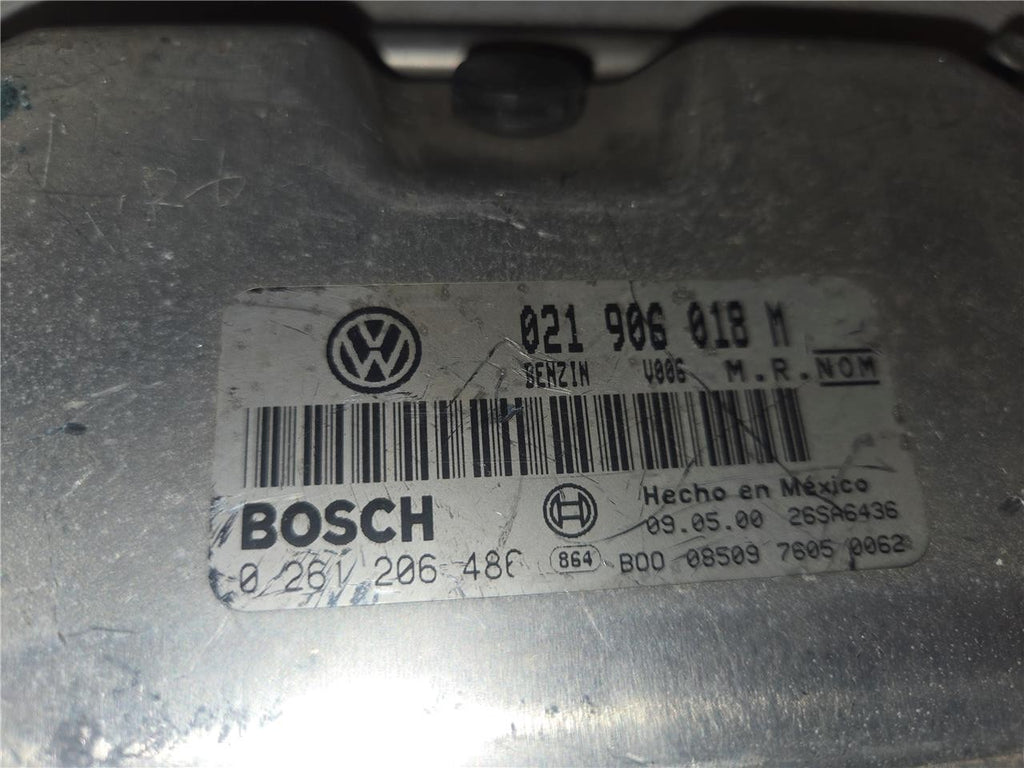 021 906 018 M
BENZIN V006 M.R. NOM
BOSCH
Hecho en México
09.05.00 26SA6436
0 261 206 486 864 B00 08509 7605 0062